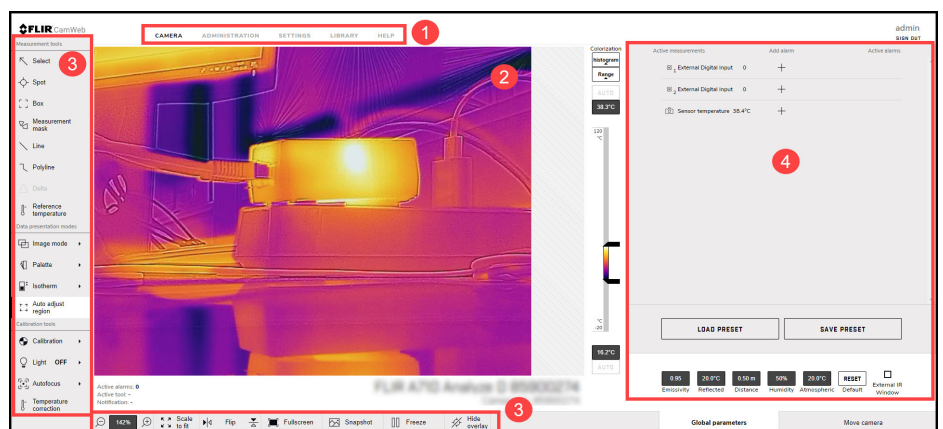 FLIR CamWeb
CAMERA ADMINISTRATION SETTINGS LIBRARY HELP
admin
SIGN OUT
1
Measurement tools
3
Select
Spot
Box
Measurement
mask
Line
Polyline
Delta
Reference
temperature
Data presentation modes
Image mode
Palette
Isotherm
Auto adjust
region
Calibration tools
Calibration
Light OFF
Autofocus
Temperature
correction
2
Colorization
histogram
Range
AUTO
38.3°C
120
°C
°C
-20
16.2°C
AUTO
Active measurements Add alarm Active alarms
1 External Digital Input 0 +
2 External Digital Input 0 +
Sensor temperature 38.4°C +
4
LOAD PRESET SAVE PRESET
0.95 20.0°C 0.50 m 50% 20.0°C RESET
Emissivity Reflected Distance Humidity Atmospheric Default External IR
Window
Active alarms: 0
Active tool: -
Notification: -
FLIR A710 Analyze D 85900274
3
142% Scale
to fit Flip Fullscreen Snapshot Freeze Hide
overlay
Global parameters Move camera